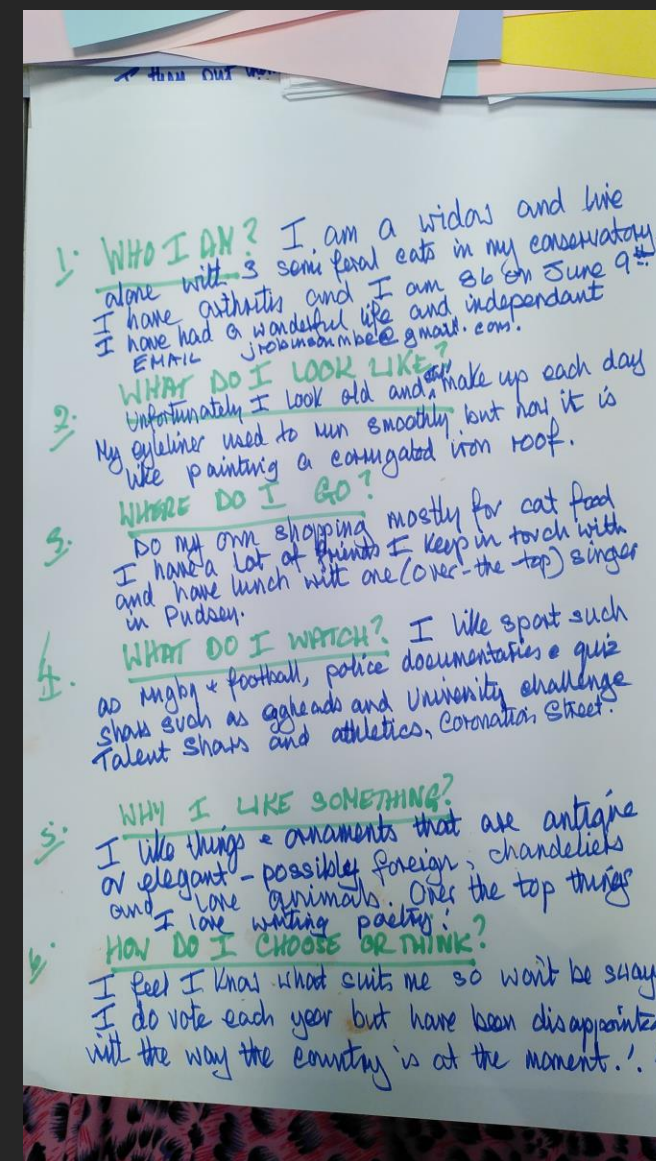 than out
1. WHO I AM? I am a widow and live
alone with 3 semi feral cats in my conservatory
I have arthritis and I am 86 on June 9th
I have had a wonderful life and independant
EMAIL @gmail.com.
2. WHAT DO I LOOK LIKE?
Unfortunately I look old and make up each day
My eyleliner used to run smoothly but now it is
like painting a corrugated iron roof.
3. WHERE DO I GO?
Do my own shopping mostly for cat food
I have a lot of friends I keep in touch with
and have lunch with one (over-the top) singer
in Pudsey.
4. WHAT DO I WATCH? I like sport such
as rugby + football, police documentaries & quiz
shows such as eggheads and University challenge
Talent shows and athletics, Coronation Street.
5. WHY I LIKE SOMETHING?
I like things & ornaments that are antique
or elegant - possibly foreign, chandeliers
and love animals. Over the top things
I love writing poetry!
6. HOW DO I CHOOSE OR THINK?
I feel I know what suits me so won't be sway
I do vote each year but have been disappointed
with the way the country is at the moment.!.